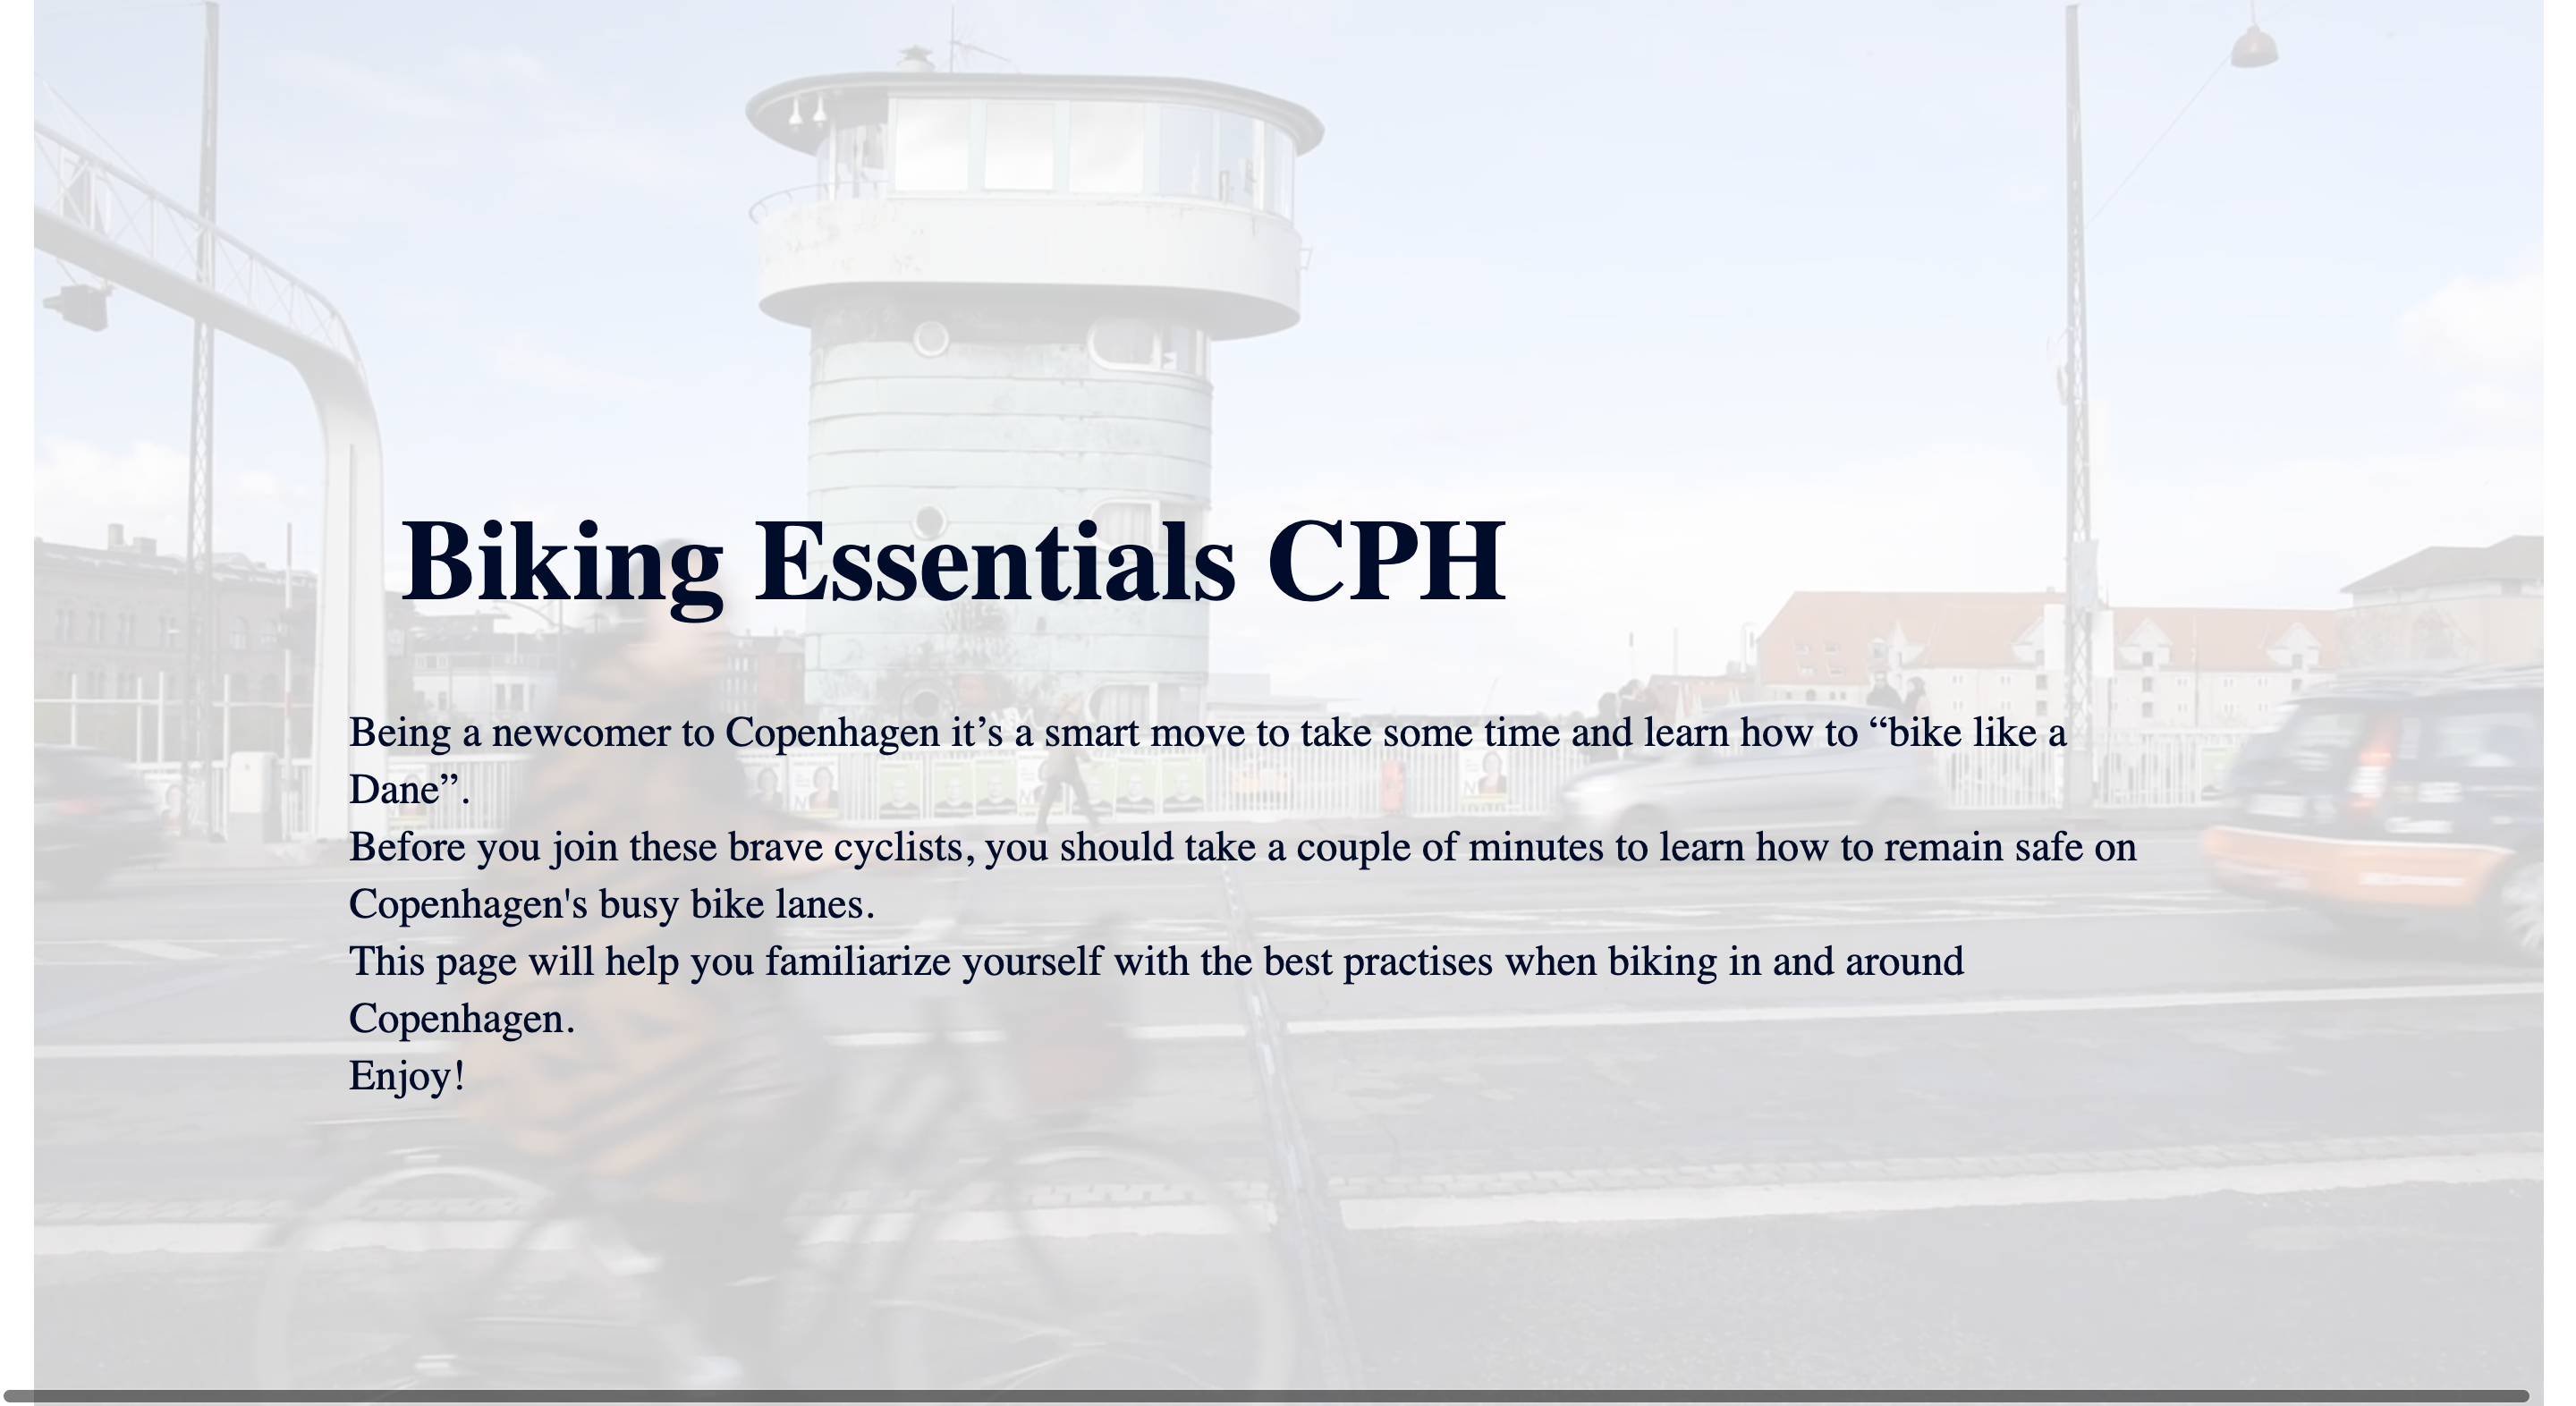 Biking Essentials CPH
Being a newcomer to Copenhagen it’s a smart move to take some time and learn how to “bike like a
Dane”.
Before you join these brave cyclists, you should take a couple of minutes to learn how to remain safe on
Copenhagen's busy bike lanes.
This page will help you familiarize yourself with the best practises when biking in and around
Copenhagen.
Enjoy!